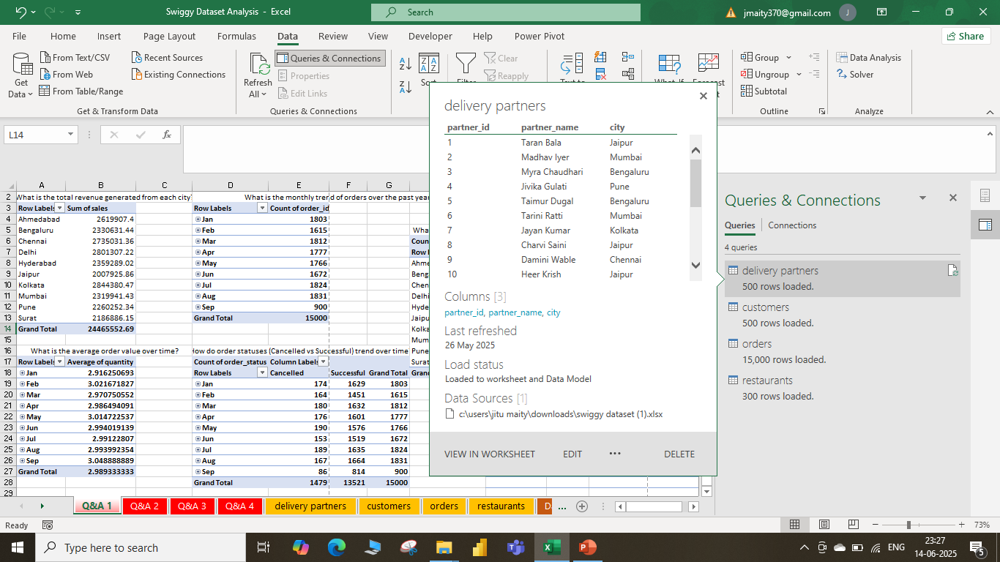 Swiggy Dataset Analysis - Excel
Search
jmaity370@gmail.com
J
File Home Insert Page Layout Formulas Data Review View Developer Help Power Pivot
Share
Get Data
From Text/CSV
From Web
From Table/Range
Recent Sources
Existing Connections
Get & Transform Data
Refresh All
Queries & Connections
Properties
Edit Links
Queries & Connections
Clear
Reapply
Group
Ungroup
Subtotal
Outline
Data Analysis
Solver
Analyze
L14
fx
A B C D E F G
2 What is the total revenue generated from each city? What is the monthly trend of orders over the past year
3 Row Labels Sum of sales Row Labels Count of order_id
4 Ahmedabad 2619907.4 Jan 1803
5 Bengaluru 2330631.44 Feb 1615
6 Chennai 2735031.36 Mar 1812
7 Delhi 2801307.22 Apr 1777
8 Hyderabad 2359289.02 May 1766
9 Jaipur 2007925.86 Jun 1672
10 Kolkata 2844380.47 Jul 1824
11 Mumbai 2319941.43 Aug 1831
12 Pune 2260252.34 Sep 900
13 Surat 2186886.15 Grand Total 15000
14 Grand Total 24465552.69
15
16 What is the average order value over time? How do order statuses (Cancelled vs Successful) trend over time
17 Row Labels Average of quantity Count of order_status Column Labels
18 Jan 2.916250693 Row Labels Cancelled Successful Grand Total
19 Feb 3.021671827 Jan 174 1629 1803
20 Mar 2.970750552 Feb 164 1451 1615
21 Apr 2.986494091 Mar 180 1632 1812
22 May 3.014722537 Apr 176 1601 1777
23 Jun 2.994019139 May 190 1576 1766
24 Jul 2.99122807 Jun 153 1519 1672
25 Aug 2.993992354 Jul 189 1635 1824
26 Sep 3.048888889 Aug 167 1664 1831
27 Grand Total 2.989333333 Sep 86 814 900
28 Grand Total 1479 13521 15000
29
delivery partners
partner_id partner_name city
1 Taran Bala Jaipur
2 Madhav Iyer Mumbai
3 Myra Chaudhari Bengaluru
4 Jivika Gulati Pune
5 Taimur Dugal Bengaluru
6 Tarini Ratti Mumbai
7 Jayan Kumar Kolkata
8 Charvi Saini Jaipur
9 Damini Wable Chennai
10 Heer Krish Jaipur
Columns [3]
partner_id, partner_name, city
Last refreshed
26 May 2025
Load status
Loaded to worksheet and Data Model
Data Sources [1]
c:\users\jitu maity\downloads\swiggy dataset (1).xlsx
VIEW IN WORKSHEET EDIT ... DELETE
Queries & Connections
Queries Connections
4 queries
delivery partners
500 rows loaded.
customers
500 rows loaded.
orders
15,000 rows loaded.
restaurants
300 rows loaded.
Q&A 1 Q&A 2 Q&A 3 Q&A 4 delivery partners customers orders restaurants D ...
Ready
73%
Type here to search
ENG
23:27
14-06-2025
5